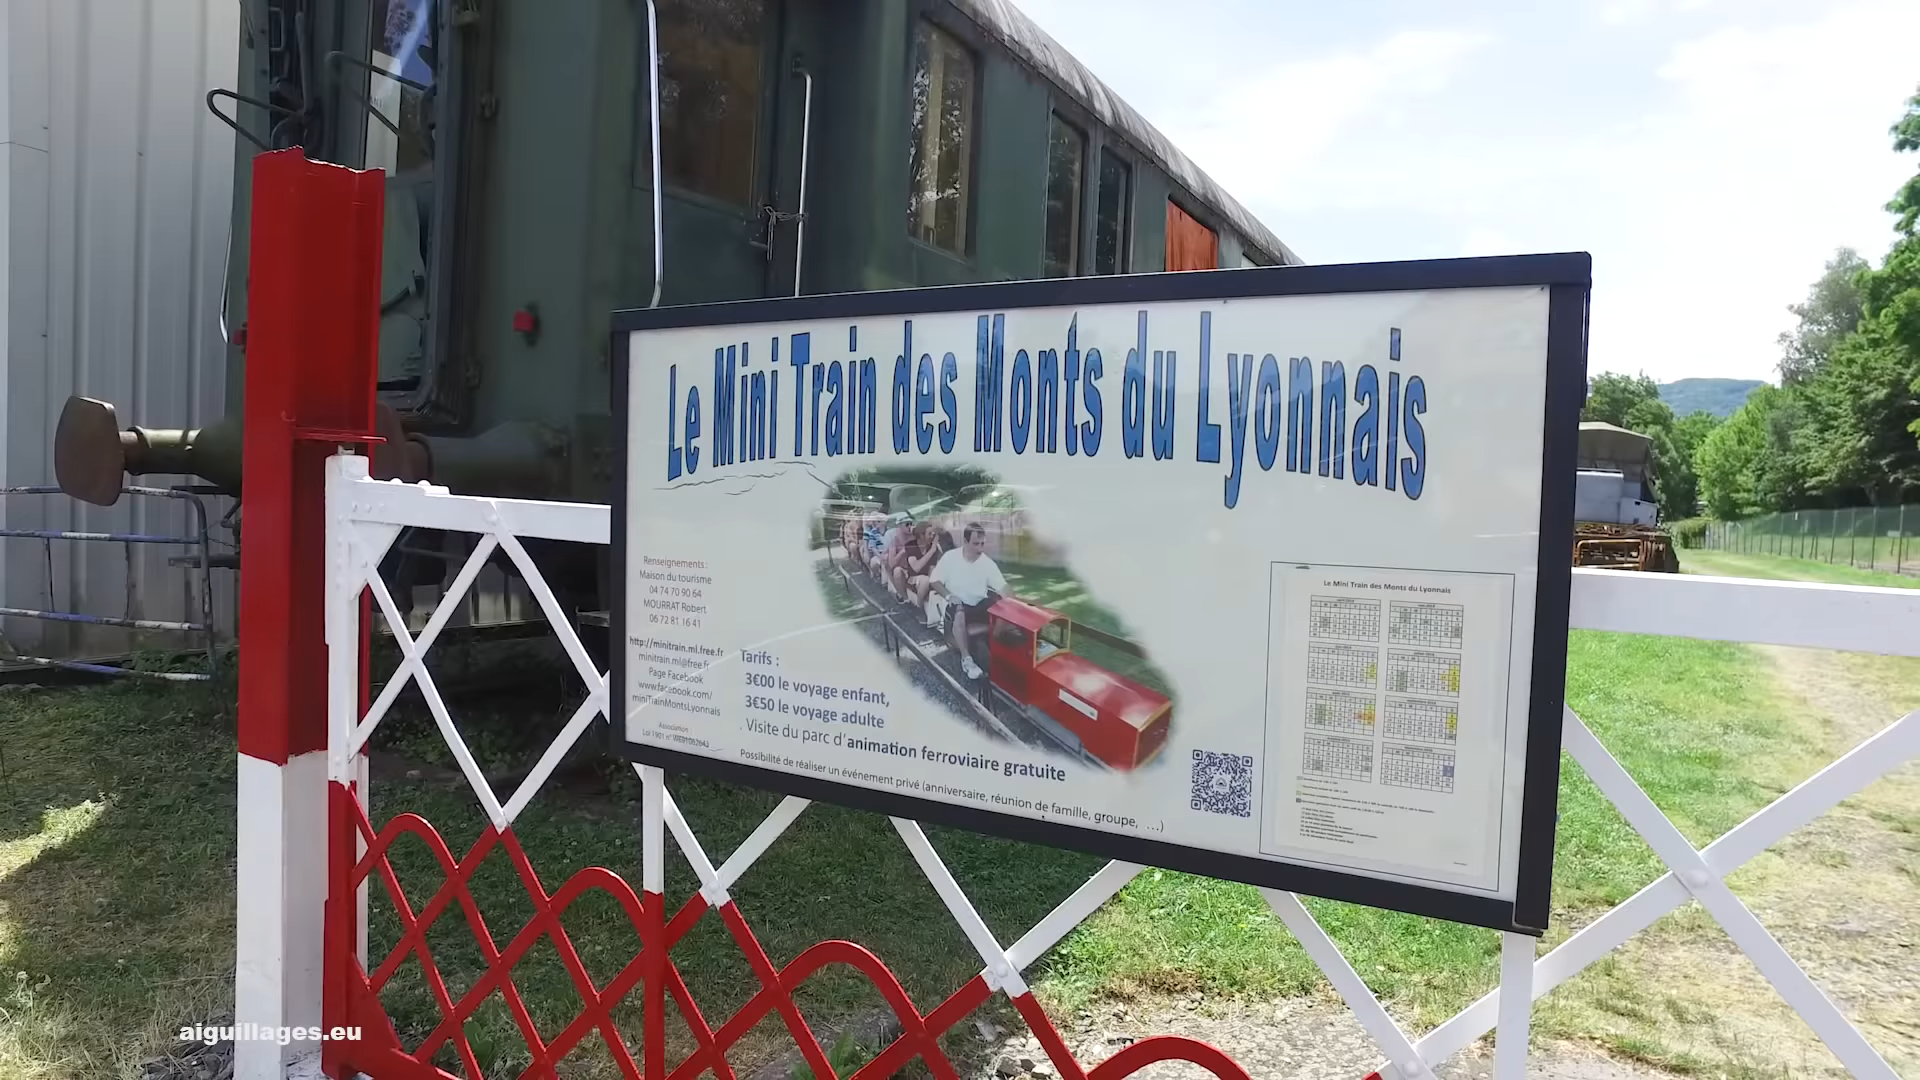 Le Mini Train des Monts du Lyonnais
Renseignements :
Maison du tourisme
04 74 70 90 64
MOURRAT Robert
06 72 81 16 41
http://minitrain.ml.free.fr
minitrain.ml@free.fr
Page Facebook
www.facebook.com/
miniTrainMontsLyonnais
Association
Loi 1901 n°
Tarifs :
3€00 le voyage enfant,
3€50 le voyage adulte
. Visite du parc d'animation ferroviaire gratuite
Possibilité de réaliser un événement privé (anniversaire, réunion de famille, groupe, ...)
Le Mini Train des Monts du Lyonnais
aiguillages.eu